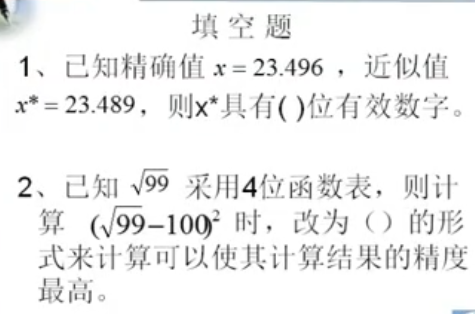 填空题
1、已知精确值 x = 23.496 ，近似值
x* = 23.489，则x*具有( )位有效数字。
2、已知 √99 采用4位函数表，则计
算 (√99−100)² 时，改为（）的形
式来计算可以使其计算结果的精度
最高。